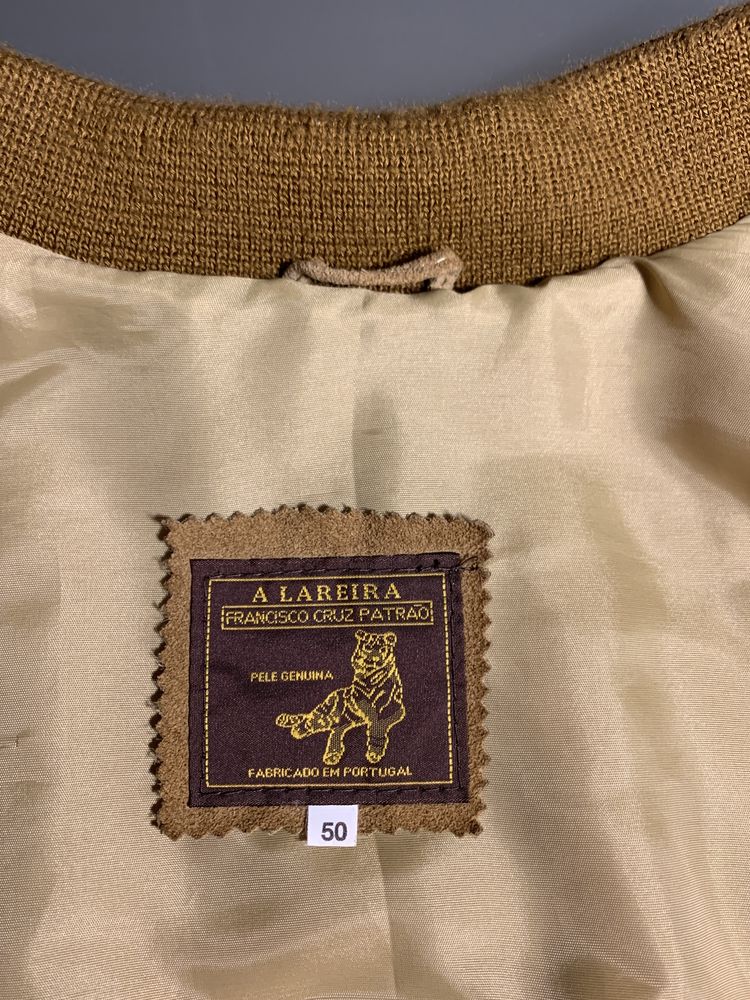 A LAREIRA
FRANCISCO CRUZ PATRÃO
PELE GENUINA
FABRICADO EM PORTUGAL
50